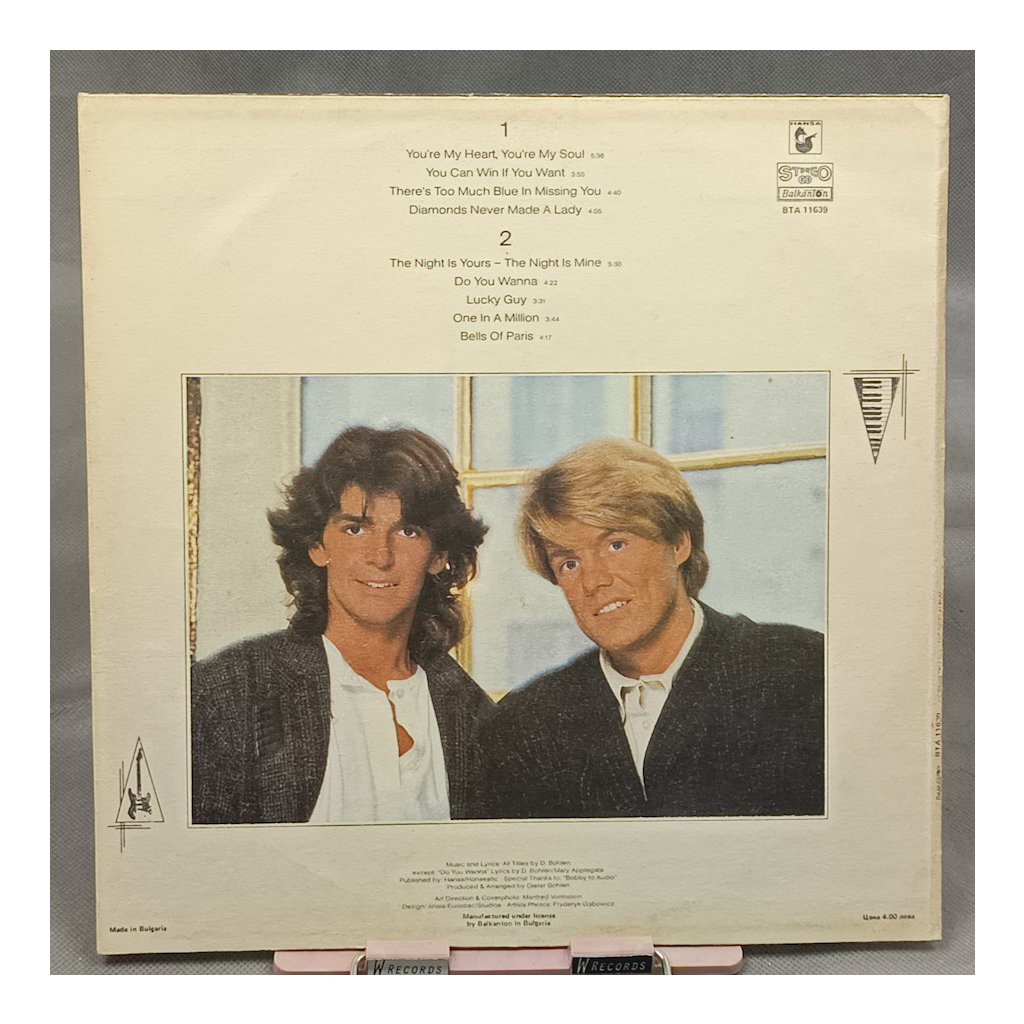 1
You're My Heart, You're My Soul 5:36
You Can Win If You Want 3:55
There's Too Much Blue In Missing You 4:40
Diamonds Never Made A Lady 4:05
2
The Night Is Yours – The Night Is Mine 5:30
Do You Wanna 4:22
Lucky Guy 3:31
One In A Million 3:44
Bells Of Paris 4:17
HANSA
STEREO
Balkanton
BTA 11639
BTA 11639
Music and Lyrics: All Titles by D. Bohlen,
except: "Do You Wanna" Lyrics by D. Bohlen/Mary Applegate
Published by: Hansa/Hanseatic Special Thanks to: "Bobby to Audio"
Produced & Arranged by Dieter Bohlen
Art Direction & Coverphoto: Manfred Vormstein
Design: Ariola-Eurodisc/Studios Artists Photos: Fryderyk Gabowicz
Manufactured under license
by Balkanton in Bulgaria
Made in Bulgaria
Цена 4.00 лева
W RECORDS
W RECORDS